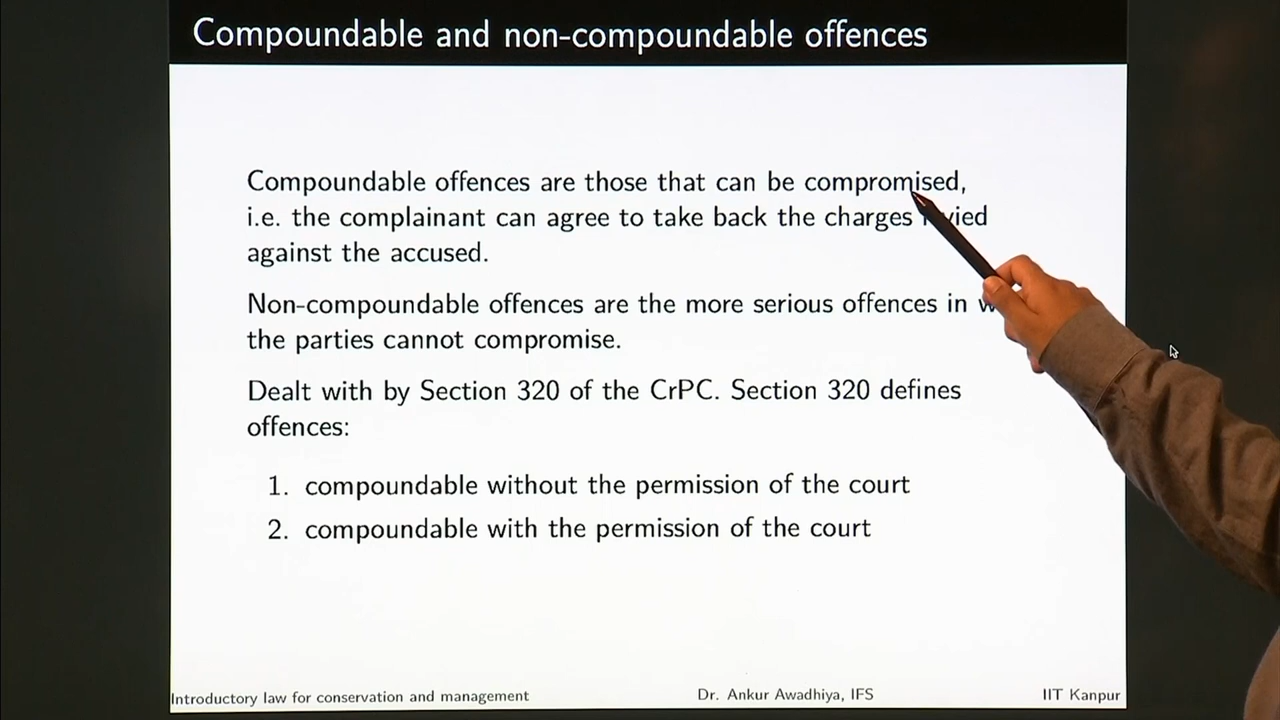 Compoundable and non-compoundable offences
Compoundable offences are those that can be compromised,
i.e. the complainant can agree to take back the charges
against the accused.
Non-compoundable offences are the more serious offences in
the parties cannot compromise.
Dealt with by Section 320 of the CrPC. Section 320 defines
offences:
1. compoundable without the permission of the court
2. compoundable with the permission of the court
Introductory law for conservation and management Dr. Ankur Awadhiya, IFS IIT Kanpur